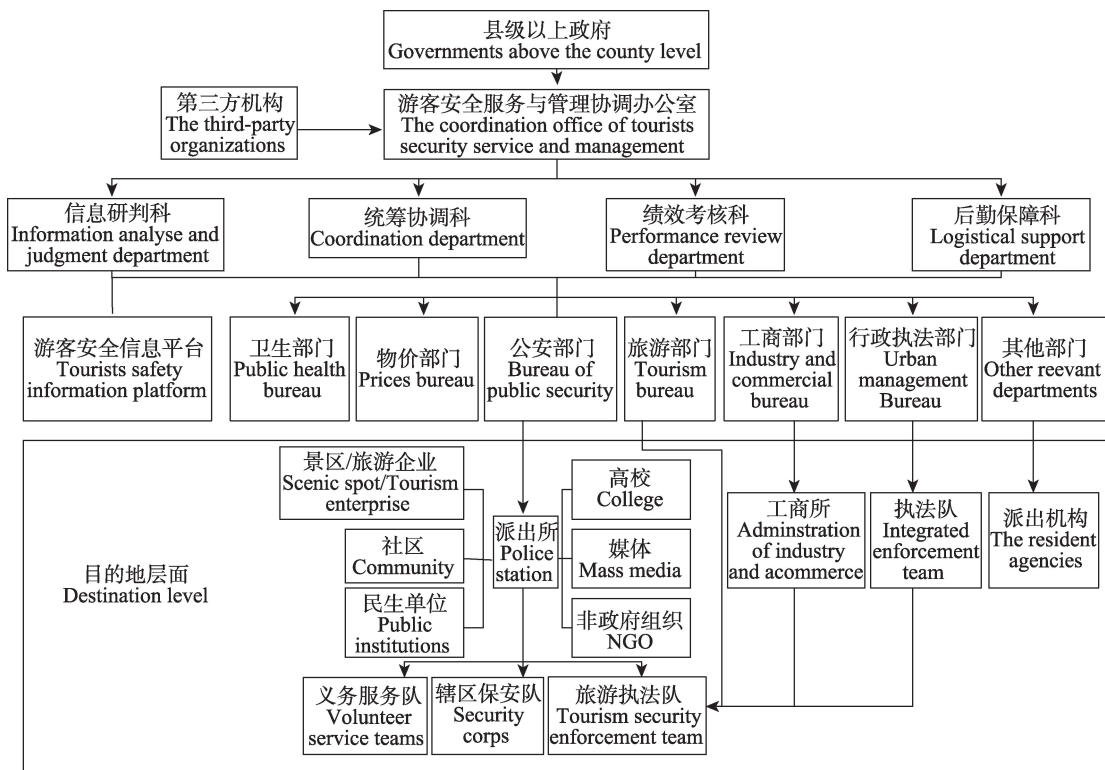 县级以上政府
Governments above the county level
第三方机构
The third-party
organizations
游客安全服务与管理协调办公室
The coordination office of tourists
security service and management
信息研判科
Information analyse and
judgment department
统筹协调科
Coordination department
绩效考核科
Performance review
department
后勤保障科
Logistical support
department
游客安全信息平台
Tourists safety
information platform
卫生部门
Public health
bureau
物价部门
Prices bureau
公安部门
Bureau of
public security
旅游部门
Tourism
bureau
工商部门
Industry and
commercial
bureau
行政执法部门
Urban
management
Bureau
其他部门
Other reevant
departments
目的地层面
Destination level
景区/旅游企业
Scenic spot/Tourism
enterprise
社区
Community
民生单位
Public
institutions
派出所
Police
station
高校
College
媒体
Mass media
非政府组织
NGO
工商所
Adminstration
of industry
and acommerce
执法队
Integrated
enforcement
team
派出机构
The resident
agencies
义务服务队
Volunteer
service teams
辖区保安队
Security
corps
旅游执法队
Tourism security
enforcement team